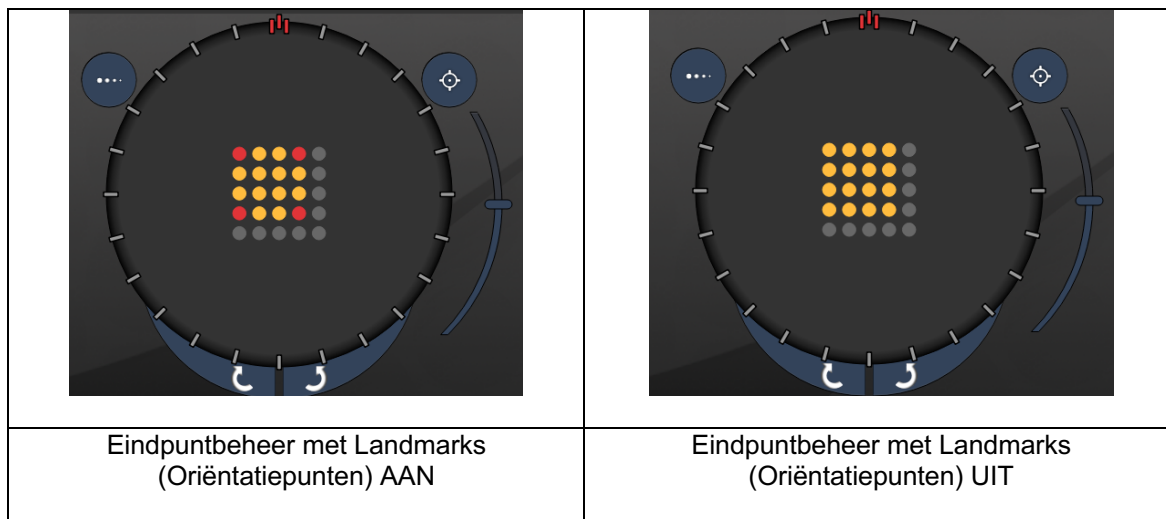 Eindpuntbeheer met Landmarks
(Oriëntatiepunten) AAN
Eindpuntbeheer met Landmarks
(Oriëntatiepunten) UIT